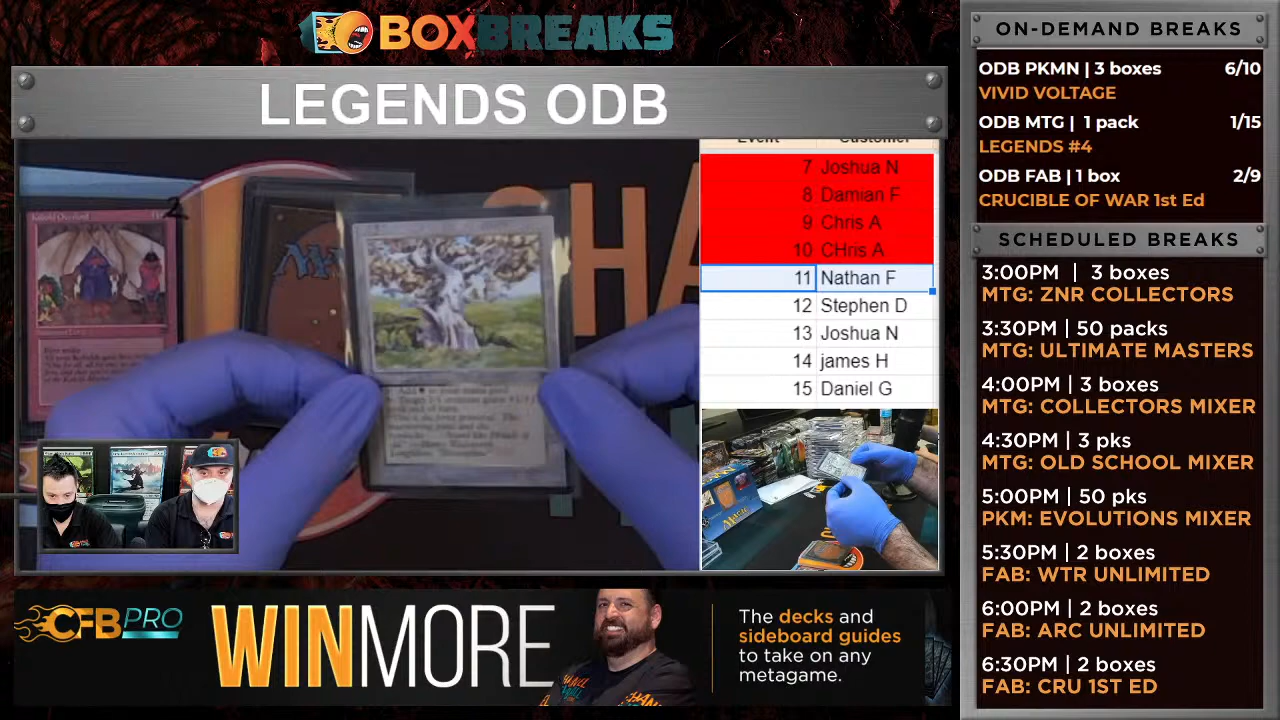 BOXBREAKS
LEGENDS ODB
Event Customer
7 Joshua N
8 Damian F
9 Chris A
10 CHris A
11 Nathan F
12 Stephen D
13 Joshua N
14 james H
15 Daniel G
CFBPRO
WINMORE
The decks and
sideboard guides
to take on any
metagame.
ON-DEMAND BREAKS
ODB PKMN | 3 boxes 6/10
VIVID VOLTAGE
ODB MTG | 1 pack 1/15
LEGENDS #4
ODB FAB | 1 box 2/9
CRUCIBLE OF WAR 1st Ed
SCHEDULED BREAKS
3:00PM | 3 boxes
MTG: ZNR COLLECTORS
3:30PM | 50 packs
MTG: ULTIMATE MASTERS
4:00PM | 3 boxes
MTG: COLLECTORS MIXER
4:30PM | 3 pks
MTG: OLD SCHOOL MIXER
5:00PM | 50 pks
PKM: EVOLUTIONS MIXER
5:30PM | 2 boxes
FAB: WTR UNLIMITED
6:00PM | 2 boxes
FAB: ARC UNLIMITED
6:30PM | 2 boxes
FAB: CRU 1ST ED